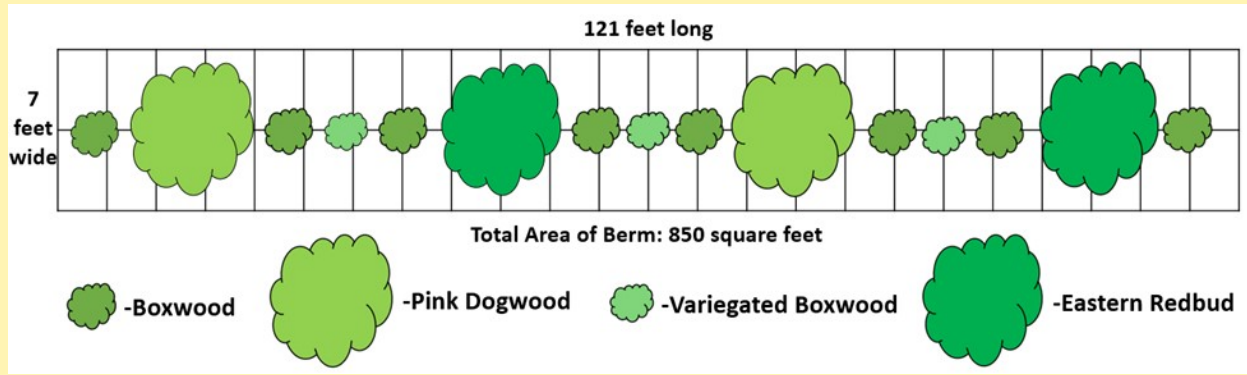 121 feet long
7
feet
wide
Total Area of Berm: 850 square feet
-Boxwood
-Pink Dogwood
-Variegated Boxwood
-Eastern Redbud